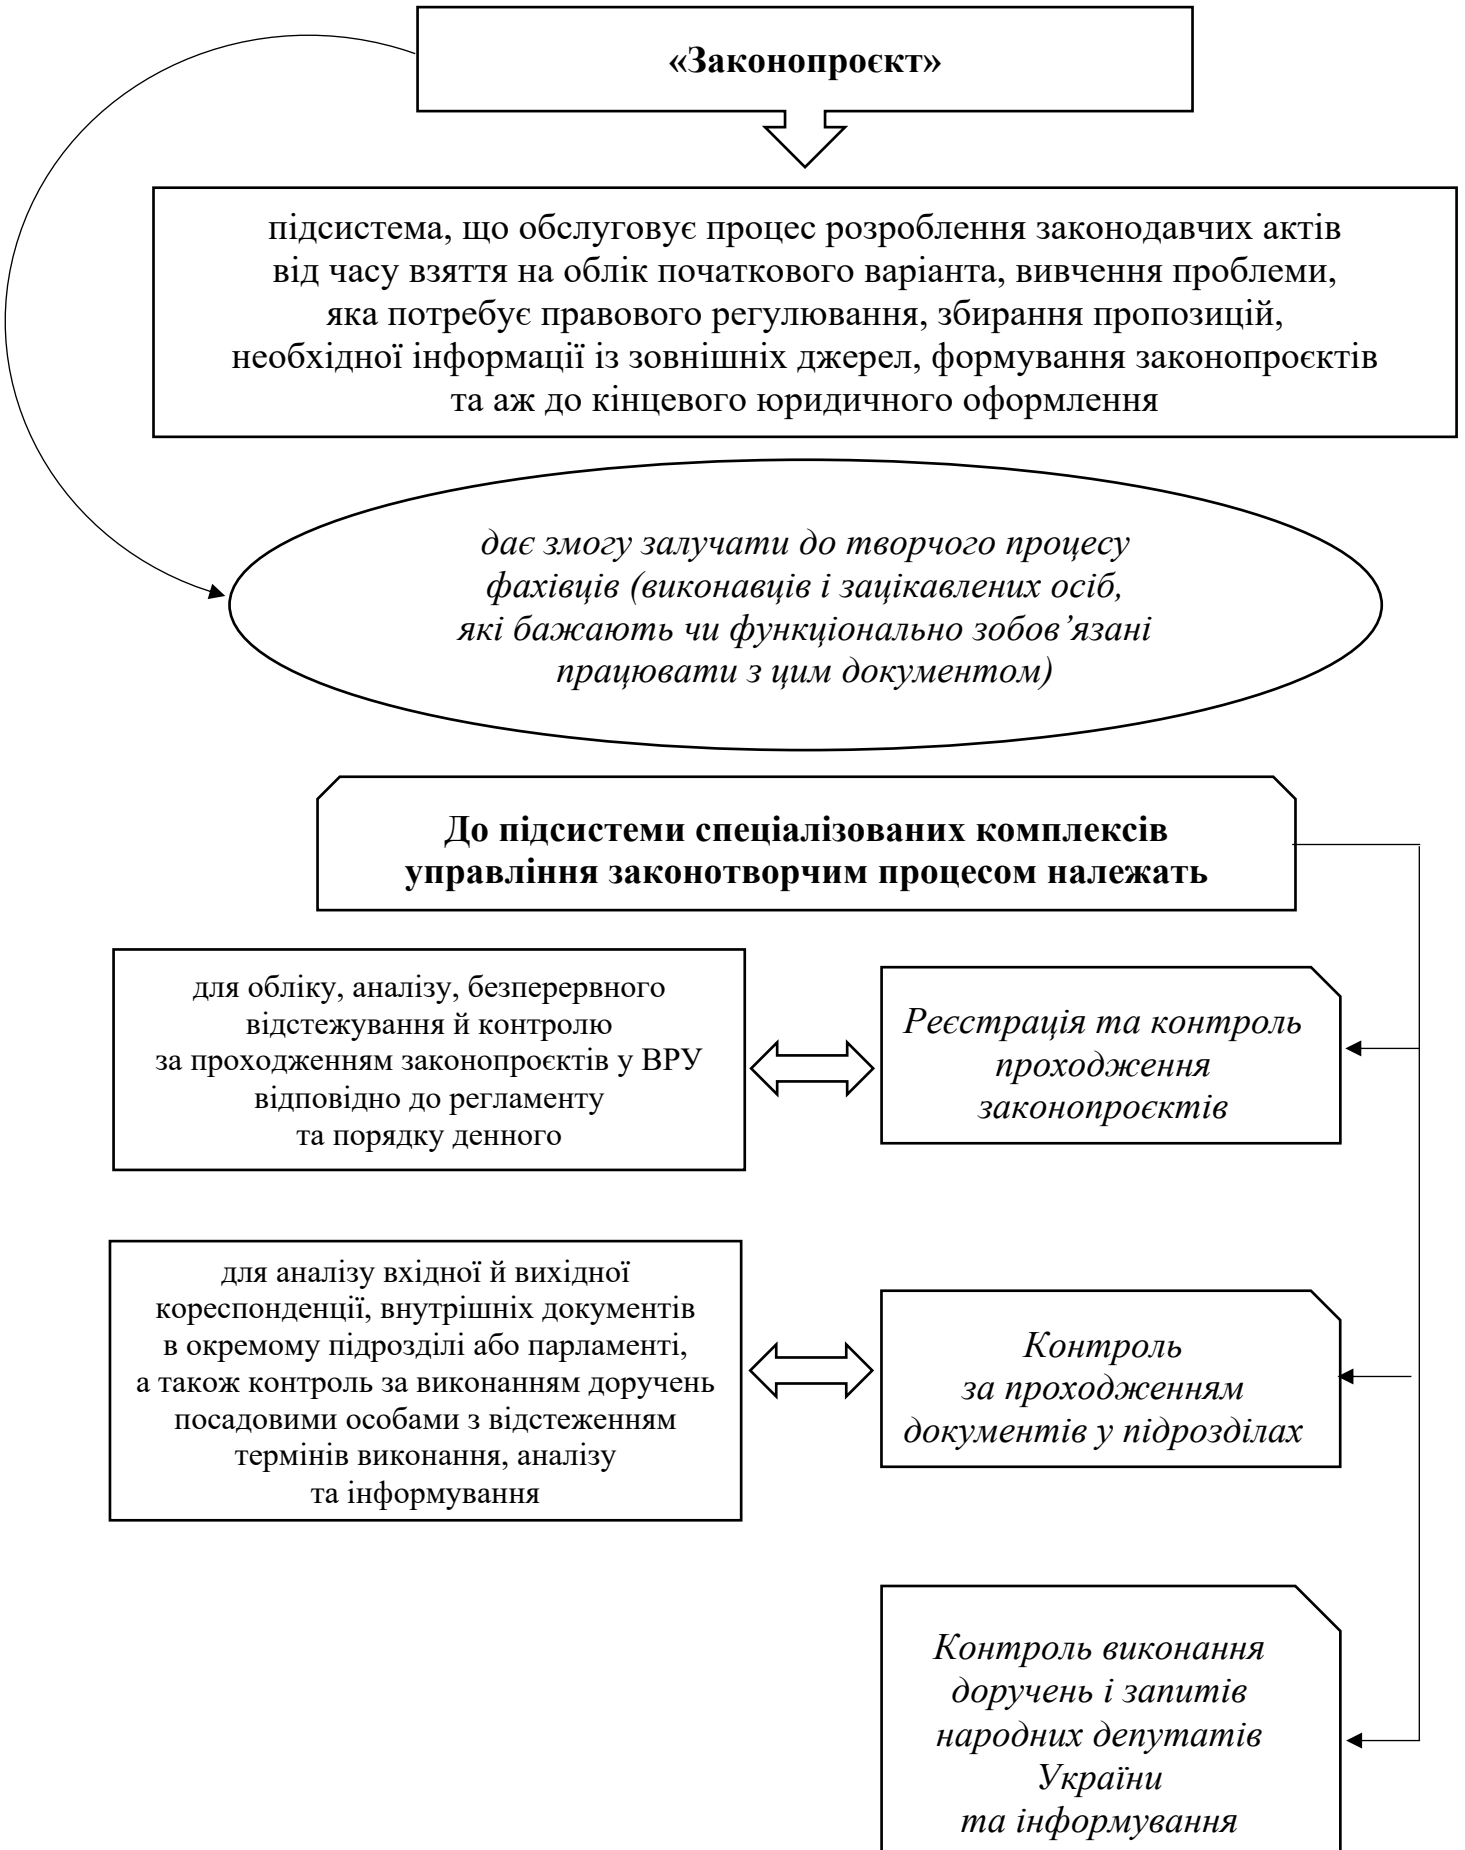 «Законопроєкт»
підсистема, що обслуговує процес розроблення законодавчих актів
від часу взяття на облік початкового варіанта, вивчення проблеми,
яка потребує правового регулювання, збирання пропозицій,
необхідної інформації із зовнішніх джерел, формування законопроєктів
та аж до кінцевого юридичного оформлення
дає змогу залучати до творчого процесу
фахівців (виконавців і зацікавлених осіб,
які бажають чи функціонально зобов’язані
працювати з цим документом)
До підсистеми спеціалізованих комплексів
управління законотворчим процесом належать
для обліку, аналізу, безперервного
відстежування й контролю
за проходженням законопроєктів у ВРУ
відповідно до регламенту
та порядку денного
Реєстрація та контроль
проходження
законопроєктів
для аналізу вхідної й вихідної
кореспонденції, внутрішніх документів
в окремому підрозділі або парламенті,
а також контроль за виконанням доручень
посадовими особами з відстеженням
термінів виконання, аналізу
та інформування
Контроль
за проходженням
документів у підрозділах
Контроль виконання
доручень і запитів
народних депутатів
України
та інформування